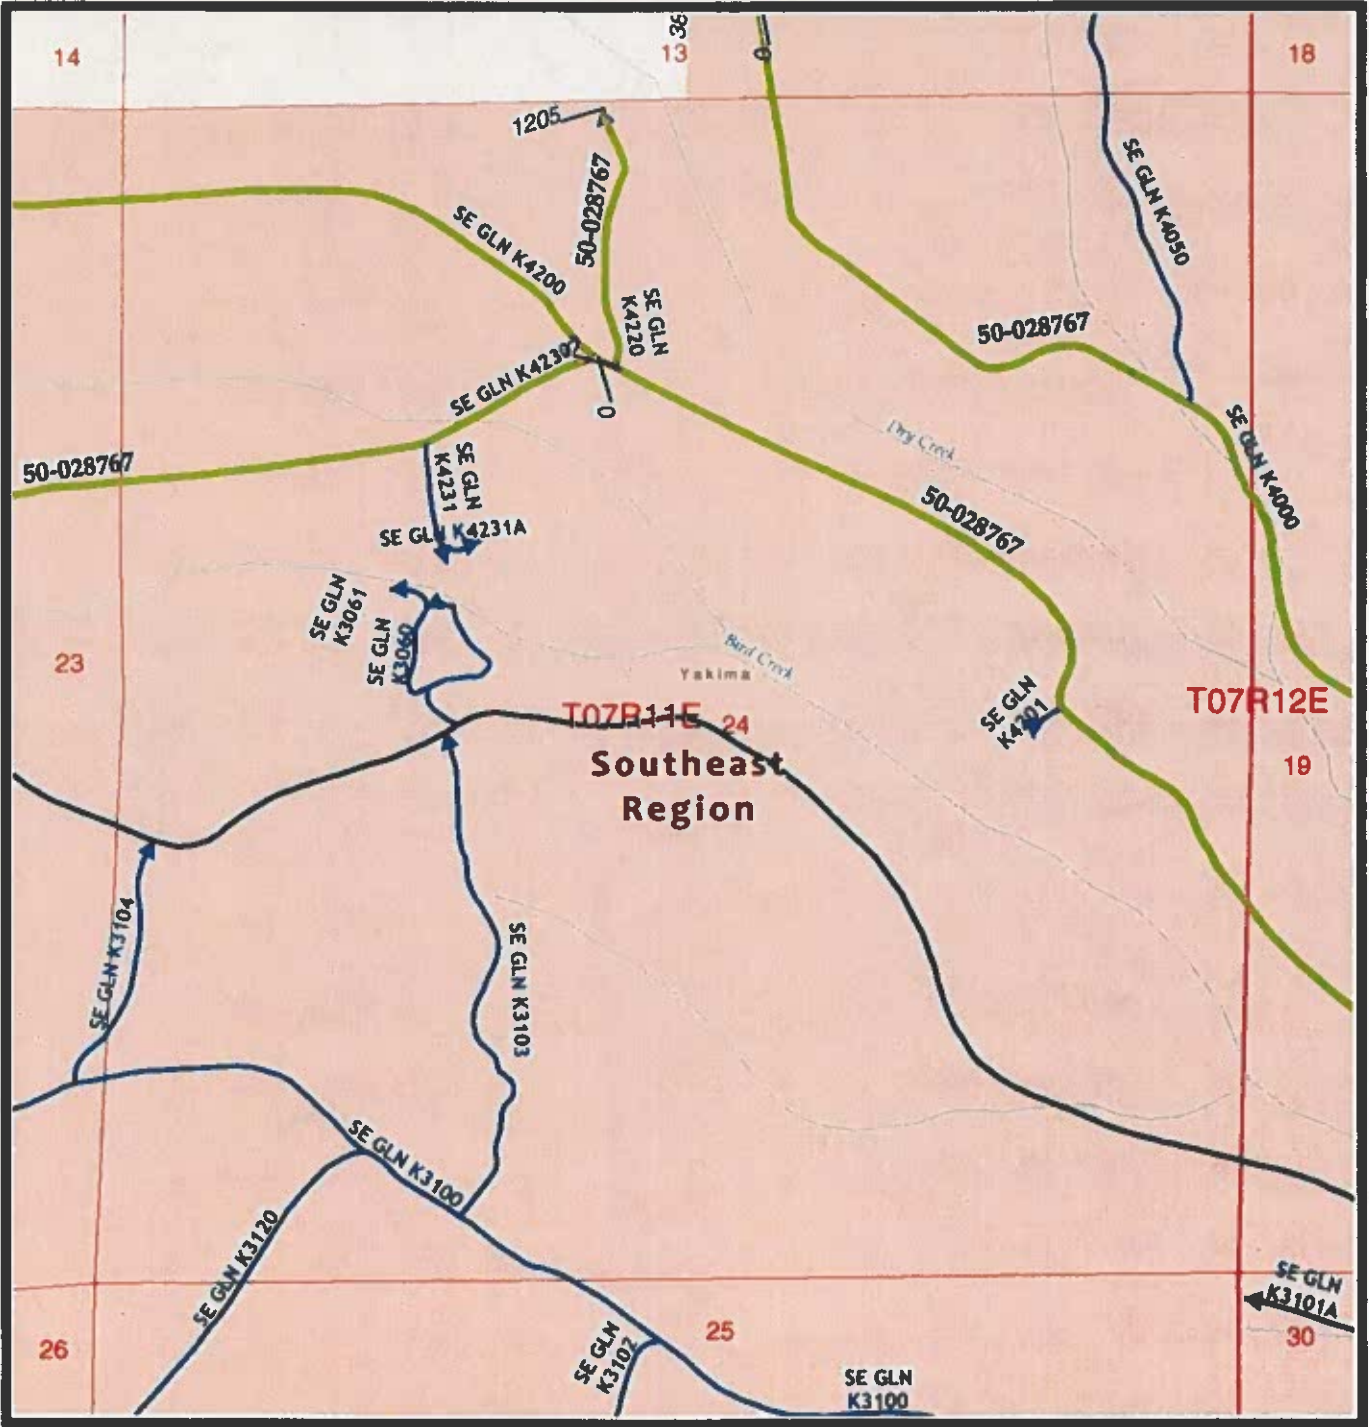 14
36
13
0
18
1205
50-028767
SE GLN K4050
SE GLN K4200
SE GLN
K4220
50-028767
SE GLN K4230
0
SE GLN K4000
Dry Creek
50-028767
SE GLN
K4231
50-028767
SE GLN K4231A
SE GLN
K3061
SE GLN
K3060
23
Bird Creek
Yakima
SE GLN
K4201
T07R12E
T07R11E
24
Southeast
Region
19
SE GLN K3104
SE GLN K3103
SE GLN K3100
SE GLN K3120
SE GLN
K3101A
26
SE GLN
K3102
25
30
SE GLN
K3100